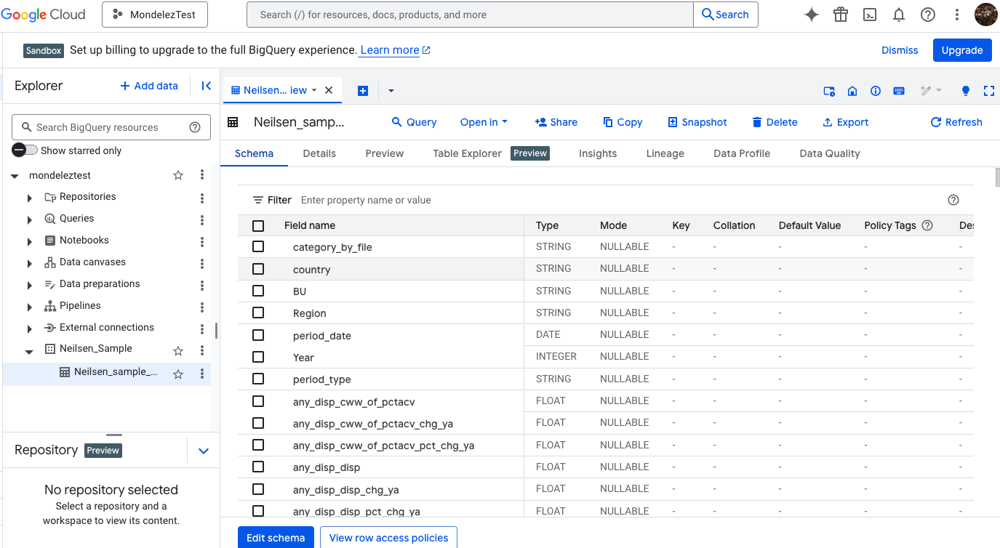 Google Cloud
MondelezTest
Search (/) for resources, docs, products, and more
Search
Sandbox Set up billing to upgrade to the full BigQuery experience. Learn more
Dismiss
Upgrade
Explorer
+ Add data
Search BigQuery resources
Show starred only
mondeleztest
Repositories
Queries
Notebooks
Data canvases
Data preparations
Pipelines
External connections
Neilsen_Sample
Neilsen_sample_...
Repository Preview
No repository selected
Select a repository and a
workspace to view its content.
Neilsen... iew
Neilsen_samp...
Query
Open in
Share
Copy
Snapshot
Delete
Export
Refresh
Schema Details Preview Table Explorer Preview Insights Lineage Data Profile Data Quality
Filter Enter property name or value
Field name Type Mode Key Collation Default Value Policy Tags Des
category_by_file STRING NULLABLE - - - - -
country STRING NULLABLE - - - - -
BU STRING NULLABLE - - - - -
Region STRING NULLABLE - - - - -
period_date DATE NULLABLE - - - - -
Year INTEGER NULLABLE - - - - -
period_type STRING NULLABLE - - - - -
any_disp_cww_of_pctacv FLOAT NULLABLE - - - - -
any_disp_cww_of_pctacv_chg_ya FLOAT NULLABLE - - - - -
any_disp_cww_of_pctacv_pct_chg_ya FLOAT NULLABLE - - - - -
any_disp_disp FLOAT NULLABLE - - - - -
any_disp_disp_chg_ya FLOAT NULLABLE - - - - -
any_disp_disp_pct_chg_ya FLOAT NULLABLE - - - - -
Edit schema
View row access policies